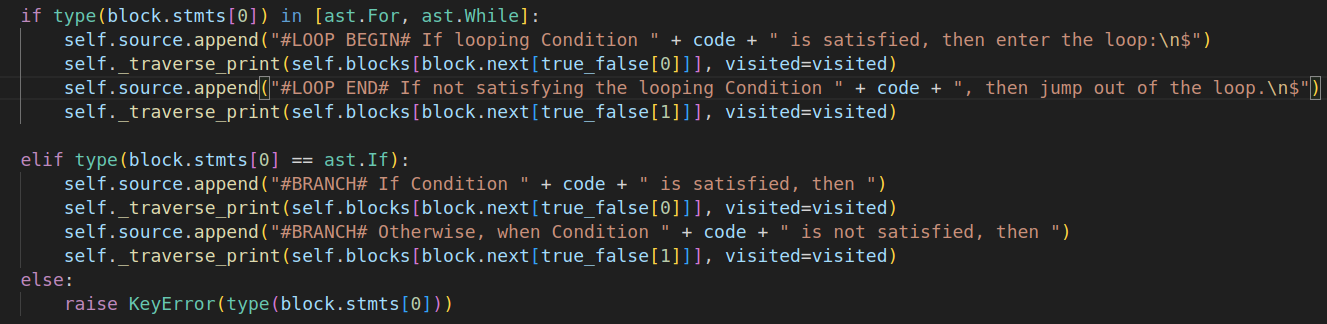 if type(block.stmts[0]) in [ast.For, ast.While]:
    self.source.append("#LOOP BEGIN# If looping Condition " + code + " is satisfied, then enter the loop:\n$")
    self._traverse_print(self.blocks[block.next[true_false[0]]], visited=visited)
    self.source.append("#LOOP END# If not satisfying the looping Condition " + code + ", then jump out of the loop.\n$")
    self._traverse_print(self.blocks[block.next[true_false[1]]], visited=visited)

elif type(block.stmts[0] == ast.If):
    self.source.append("#BRANCH# If Condition " + code + " is satisfied, then ")
    self._traverse_print(self.blocks[block.next[true_false[0]]], visited=visited)
    self.source.append("#BRANCH# Otherwise, when Condition " + code + " is not satisfied, then ")
    self._traverse_print(self.blocks[block.next[true_false[1]]], visited=visited)
else:
    raise KeyError(type(block.stmts[0]))